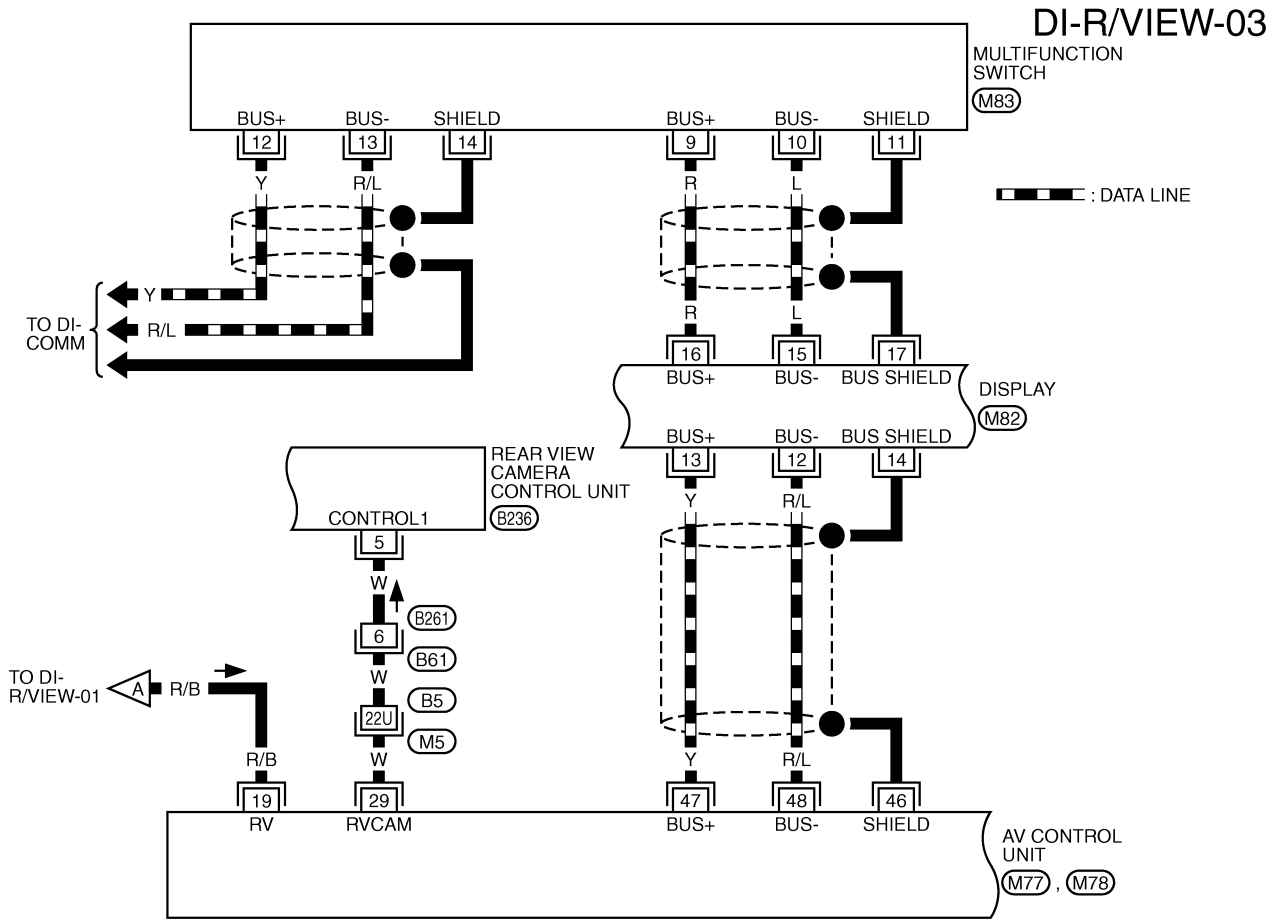 DI-R/VIEW-03
MULTIFUNCTION
SWITCH
M83
BUS+ BUS- SHIELD BUS+ BUS- SHIELD
12 13 14 9 10 11
Y R/L R L
: DATA LINE
Y
R/L
TO DI-
COMM
R L
16 15 17
BUS+ BUS- BUS SHIELD
DISPLAY
M82
BUS+ BUS- BUS SHIELD
13 12 14
Y R/L
REAR VIEW
CAMERA
CONTROL UNIT
B236
CONTROL1
5
W
B261
6
B61
W
TO DI-
R/VIEW-01
A R/B
B5
22U
M5
R/B W Y R/L
19 29 47 48 46
RV RVCAM BUS+ BUS- SHIELD
AV CONTROL
UNIT
M77 , M78